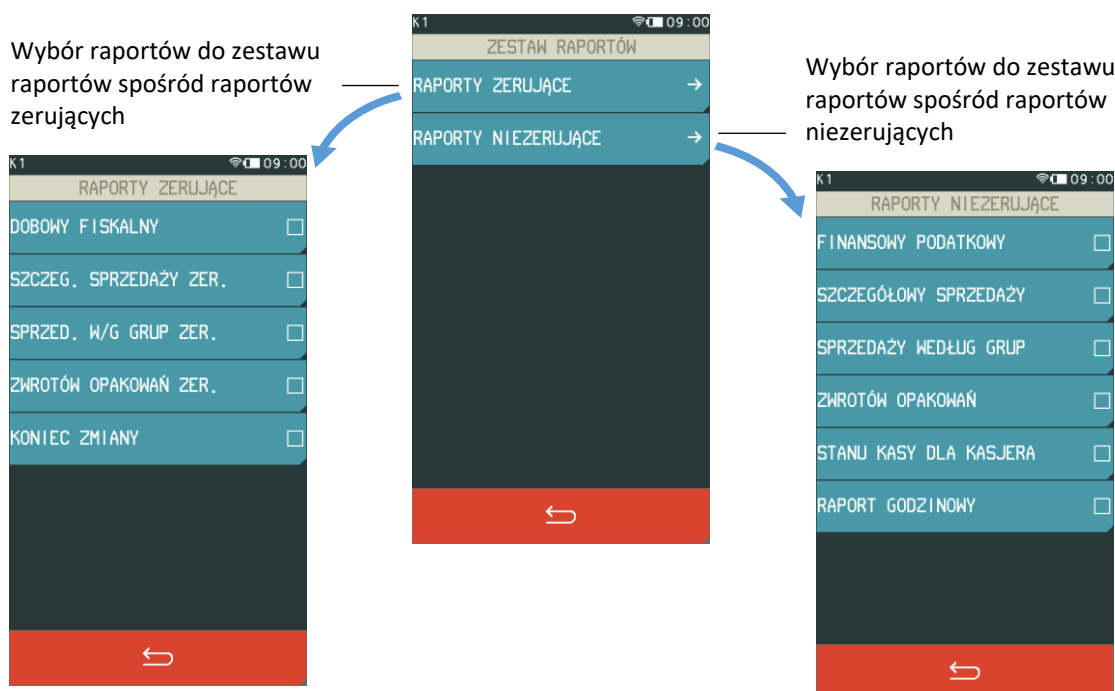 Wybór raportów do zestawu
raportów spośród raportów
zerujących
K1 09:00
ZESTAW RAPORTÓW
RAPORTY ZERUJĄCE
RAPORTY NIEZERUJĄCE
Wybór raportów do zestawu
raportów spośród raportów
niezerujących
K1 09:00
RAPORTY ZERUJĄCE
DOBOWY FISKALNY
SZCZEG. SPRZEDAŻY ZER.
SPRZED. W/G GRUP ZER.
ZWROTÓW OPAKOWAŃ ZER.
KONIEC ZMIANY
K1 09:00
RAPORTY NIEZERUJĄCE
FINANSOWY PODATKOWY
SZCZEGÓŁOWY SPRZEDAŻY
SPRZEDAŻY WEDŁUG GRUP
ZWROTÓW OPAKOWAŃ
STANU KASY DLA KASJERA
RAPORT GODZINOWY